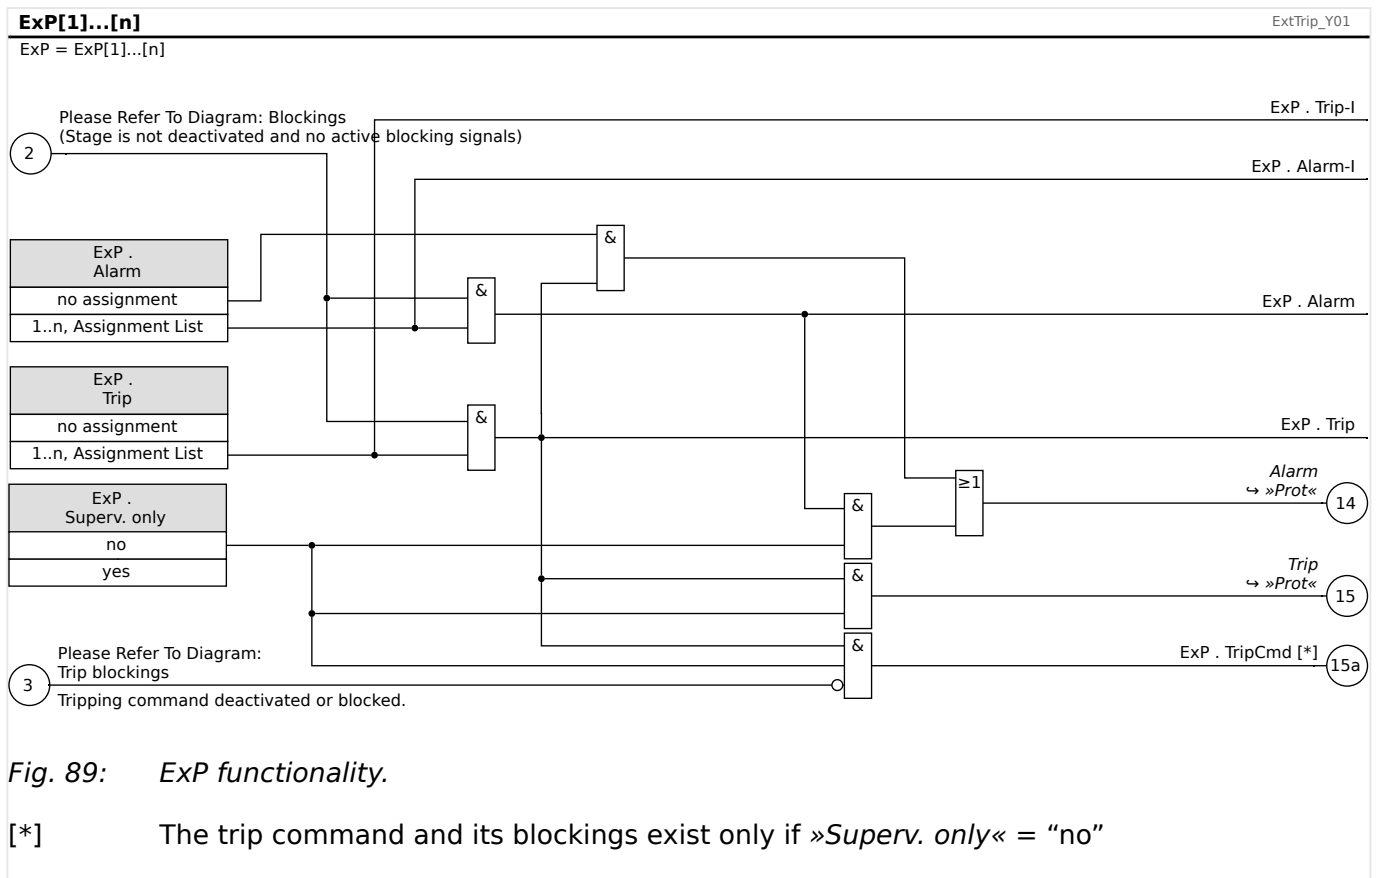 ExP[1]...[n]
ExtTrip_Y01
ExP = ExP[1]...[n]
Please Refer To Diagram: Blockings
(Stage is not deactivated and no active blocking signals)
2
ExP . Trip-I
ExP . Alarm-I
ExP .
Alarm
no assignment
1..n, Assignment List
&
&
ExP . Alarm
ExP .
Trip
no assignment
1..n, Assignment List
&
ExP . Trip
ExP .
Superv. only
no
yes
&
≥1
Alarm
↪ »Prot«
14
&
Trip
↪ »Prot«
15
&
ExP . TripCmd [*]
15a
Please Refer To Diagram:
Trip blockings
3
Tripping command deactivated or blocked.
Fig. 89: ExP functionality.
[*] The trip command and its blockings exist only if »Superv. only« = “no”